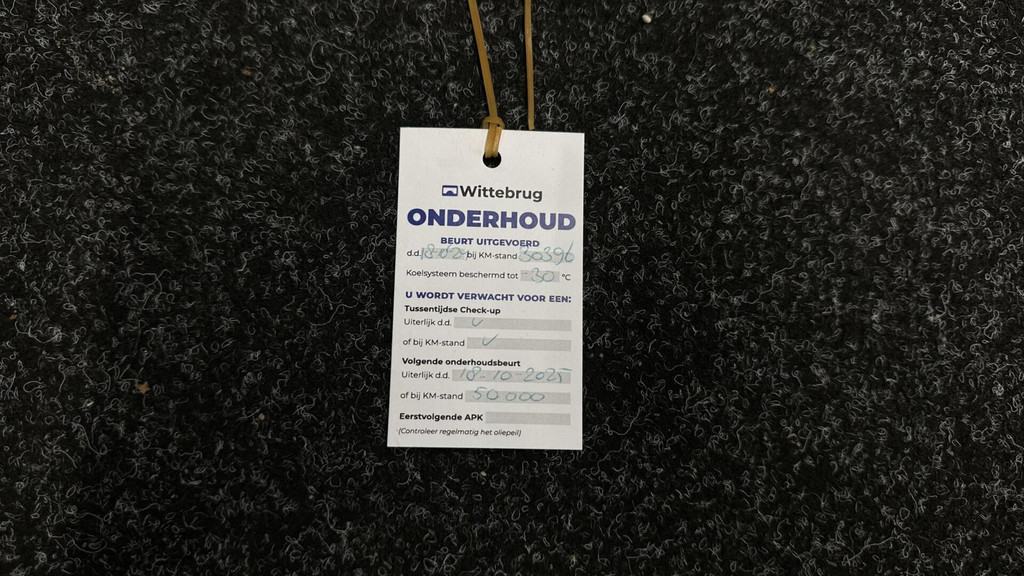 Wittebrug
ONDERHOUD
BEURT UITGEVOERD
d.d. 18-02- bij KM-stand 30396
Koelsysteem beschermd tot -30 °C
U WORDT VERWACHT VOOR EEN:
Tussentijdse Check-up
Uiterlijk d.d.
of bij KM-stand
Volgende onderhoudsbeurt
Uiterlijk d.d. 18-10-2025
of bij KM-stand 50000
Eerstvolgende APK
(Controleer regelmatig het oliepeil)